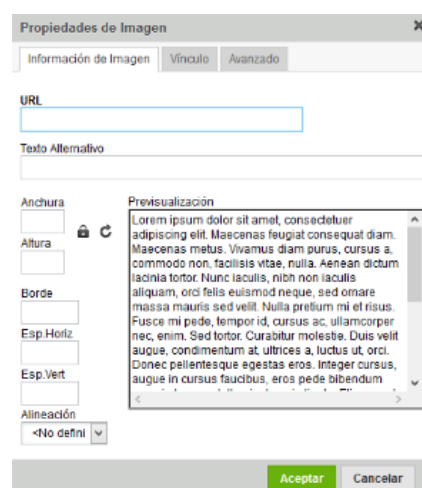 Propiedades de Imagen
Información de Imagen Vínculo Avanzado
URL
Texto Alternativo
Anchura
Altura
Borde
Esp.Horiz
Esp.Vert
Alineación
<No defini
Previsualización
Lorem ipsum dolor sit amet, consectetuer
adipiscing elit. Maecenas feugiat consequat diam.
Maecenas metus. Vivamus diam purus, cursus a,
commodo non, facilisis vitae, nulla. Aenean dictum
lacinia tortor. Nunc iaculis, nibh non iaculis
aliquam, orci felis euismod neque, sed ornare
massa mauris sed velit. Nulla pretium mi et risus.
Fusce mi pede, tempor id, cursus ac, ullamcorper
nec, enim. Sed tortor. Curabitur molestie. Duis velit
augue, condimentum at, ultrices a, luctus ut, orci.
Donec pellentesque egestas eros. Integer cursus,
augue in cursus faucibus, eros pede bibendum
Aceptar Cancelar